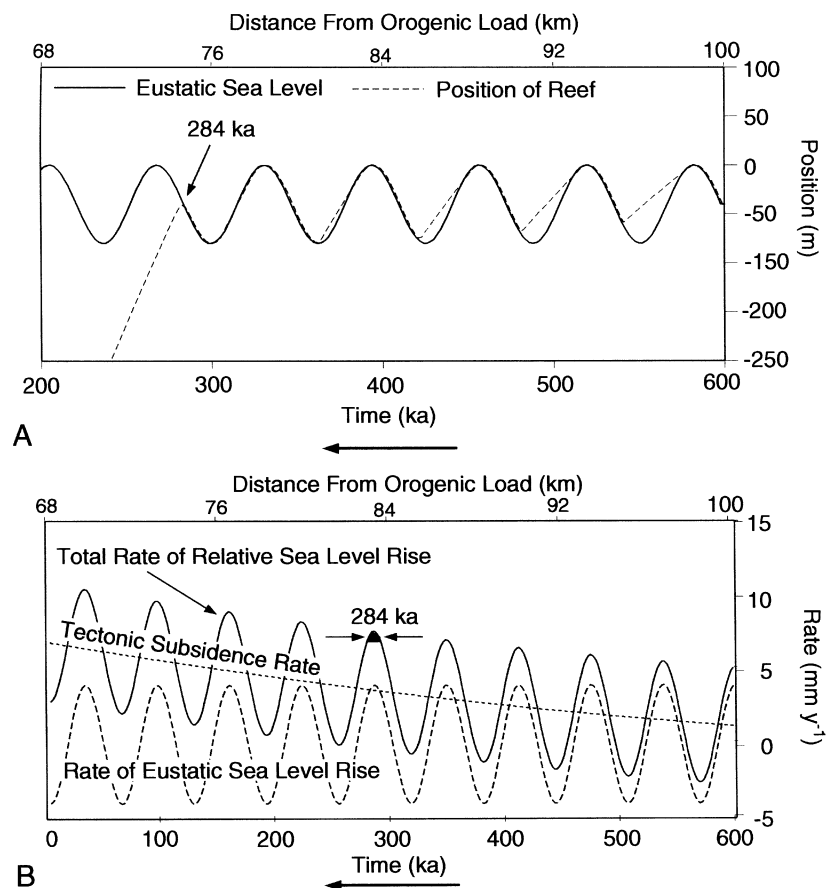 Distance From Orogenic Load (km)
68 76 84 92 100
Eustatic Sea Level Position of Reef
284 ka
100
50
0
-50
-100
-150
-200
-250
Position (m)
200 300 400 500 600
Time (ka)
A
Distance From Orogenic Load (km)
68 76 84 92 100
Total Rate of Relative Sea Level Rise
284 ka
Tectonic Subsidence Rate
Rate of Eustatic Sea Level Rise
15
10
5
0
-5
Rate (mm y-1)
0 100 200 300 400 500 600
Time (ka)
B